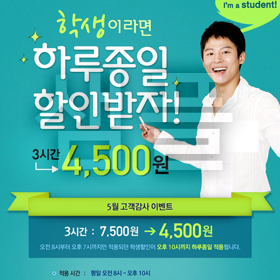 I'm a student!
학생이라면
하루종일
할인받자!
3시간
4,500원
5월 고객감사 이벤트
3시간 : 7,500원 → 4,500원
오전 8시부터 오후 7시까지만 적용되던 학생할인이 오후 10시까지 하루종일 적용됩니다.
• 적용 시간 : 평일 오전 8시 ~ 오후 10시